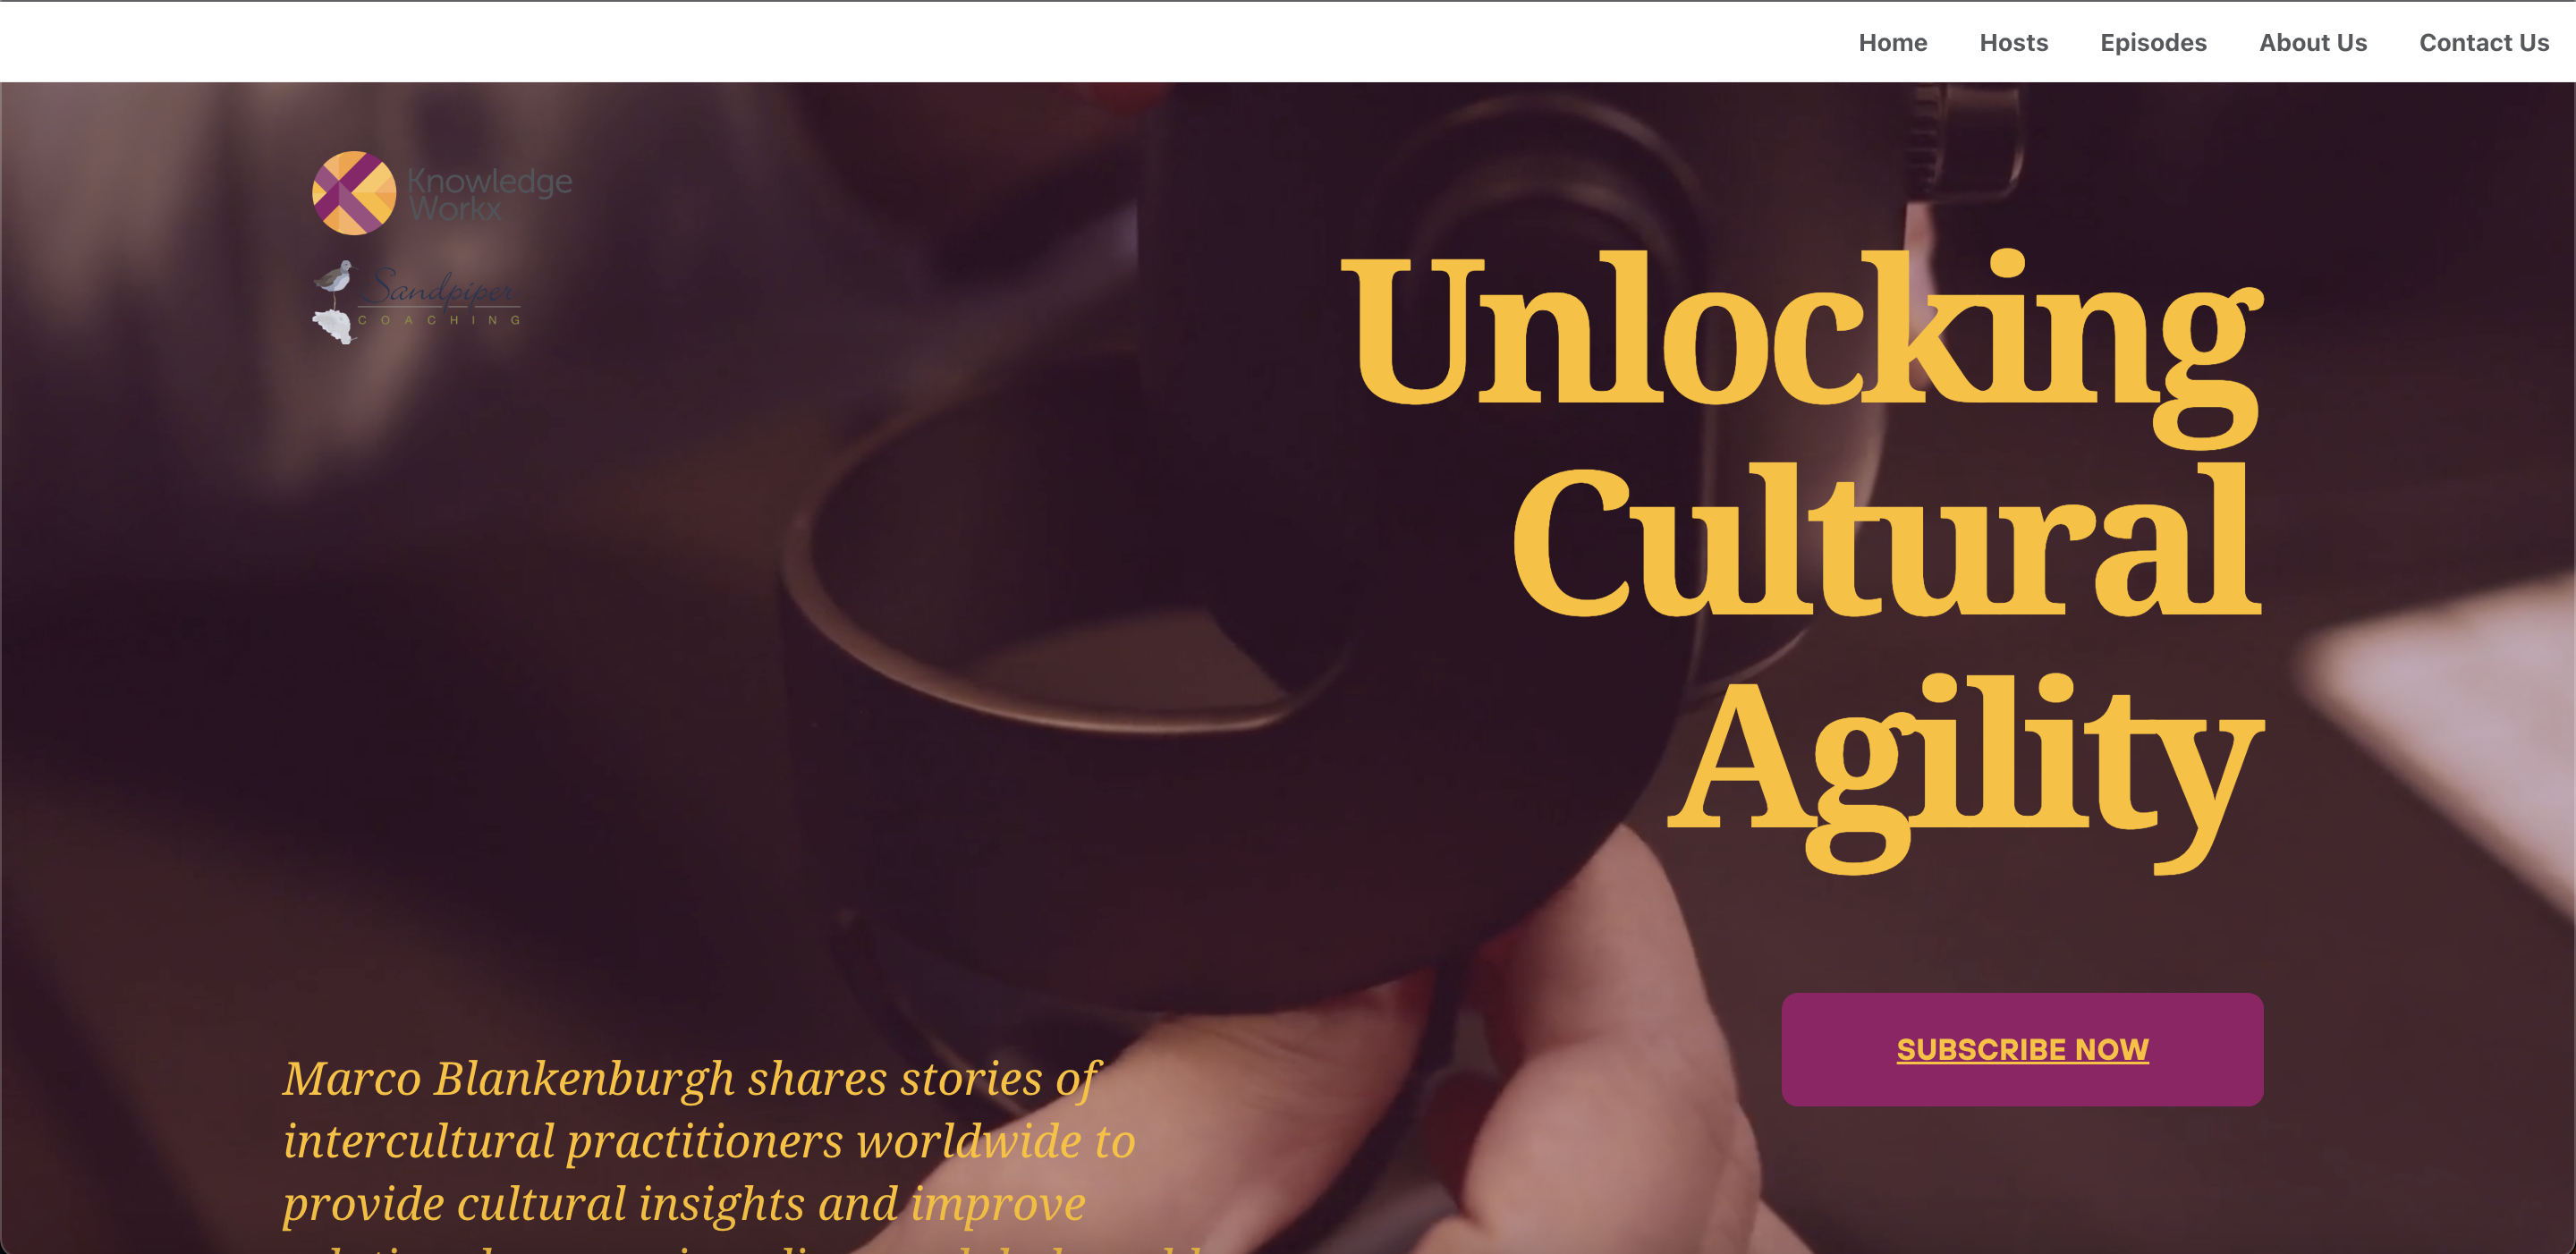 Home Hosts Episodes About Us Contact Us
Knowledge
Workx
Sandpiper
COACHING
Unlocking
Cultural
Agility
SUBSCRIBE NOW
Marco Blankenburgh shares stories of
intercultural practitioners worldwide to
provide cultural insights and improve